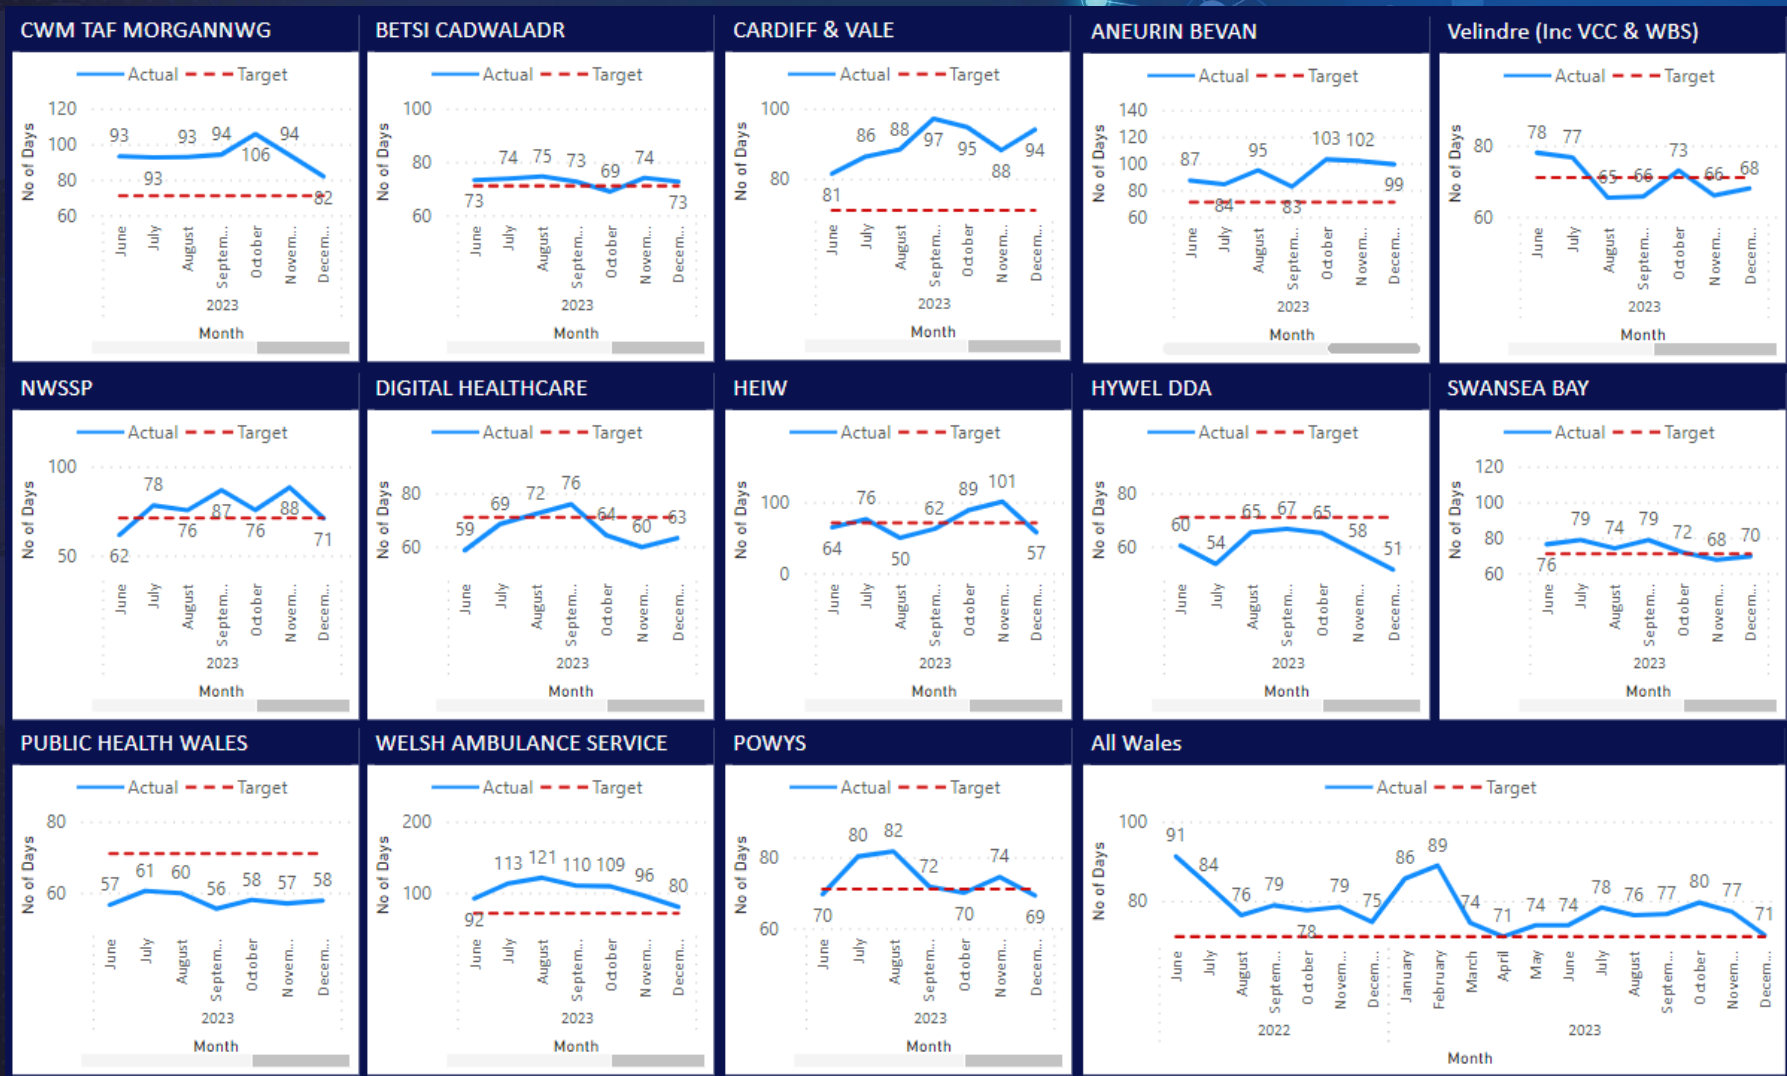 CWM TAF MORGANNWG
Actual Target
No of Days
120
100
80
60
93 93 93 94 106 94 82
June July August Septem... October Novem... Decem...
2023
Month
BETSI CADWALADR
Actual Target
No of Days
100
80
60
73 74 75 73 69 74 73
June July August Septem... October Novem... Decem...
2023
Month
CARDIFF & VALE
Actual Target
No of Days
100
80
81 86 88 97 95 88 94
June July August Septem... October Novem... Decem...
2023
Month
ANEURIN BEVAN
Actual Target
No of Days
140
120
100
80
60
87 84 95 83 103 102 99
June July August Septem... October Novem... Decem...
2023
Month
Velindre (Inc VCC & WBS)
Actual Target
No of Days
80
60
78 77 65 66 73 66 68
June July August Septem... October Novem... Decem...
2023
Month
NWSSP
Actual Target
No of Days
100
50
62 78 76 87 76 88 71
June July August Septem... October Novem... Decem...
2023
Month
DIGITAL HEALTHCARE
Actual Target
No of Days
80
60
59 69 72 76 64 60 63
June July August Septem... October Novem... Decem...
2023
Month
HEIW
Actual Target
No of Days
100
0
64 76 50 62 89 101 57
June July August Septem... October Novem... Decem...
2023
Month
HYWEL DDA
Actual Target
No of Days
80
60
60 54 65 67 65 58 51
June July August Septem... October Novem... Decem...
2023
Month
SWANSEA BAY
Actual Target
No of Days
120
100
80
60
76 79 74 79 72 68 70
June July August Septem... October Novem... Decem...
2023
Month
PUBLIC HEALTH WALES
Actual Target
No of Days
80
60
57 61 60 56 58 57 58
June July August Septem... October Novem... Decem...
2023
Month
WELSH AMBULANCE SERVICE
Actual Target
No of Days
200
100
92 113 121 110 109 96 80
June July August Septem... October Novem... Decem...
2023
Month
POWYS
Actual Target
No of Days
80
60
70 80 82 72 70 74 69
June July August Septem... October Novem... Decem...
2023
Month
All Wales
Actual Target
No of Days
100
80
91 84 76 79 78 79 75 86 89 74 71 74 74 78 76 77 80 77 71
June July August Septem... October Novem... Decem... January February March April May June July August Septem... October Novem... Decem...
2022 2023
Month